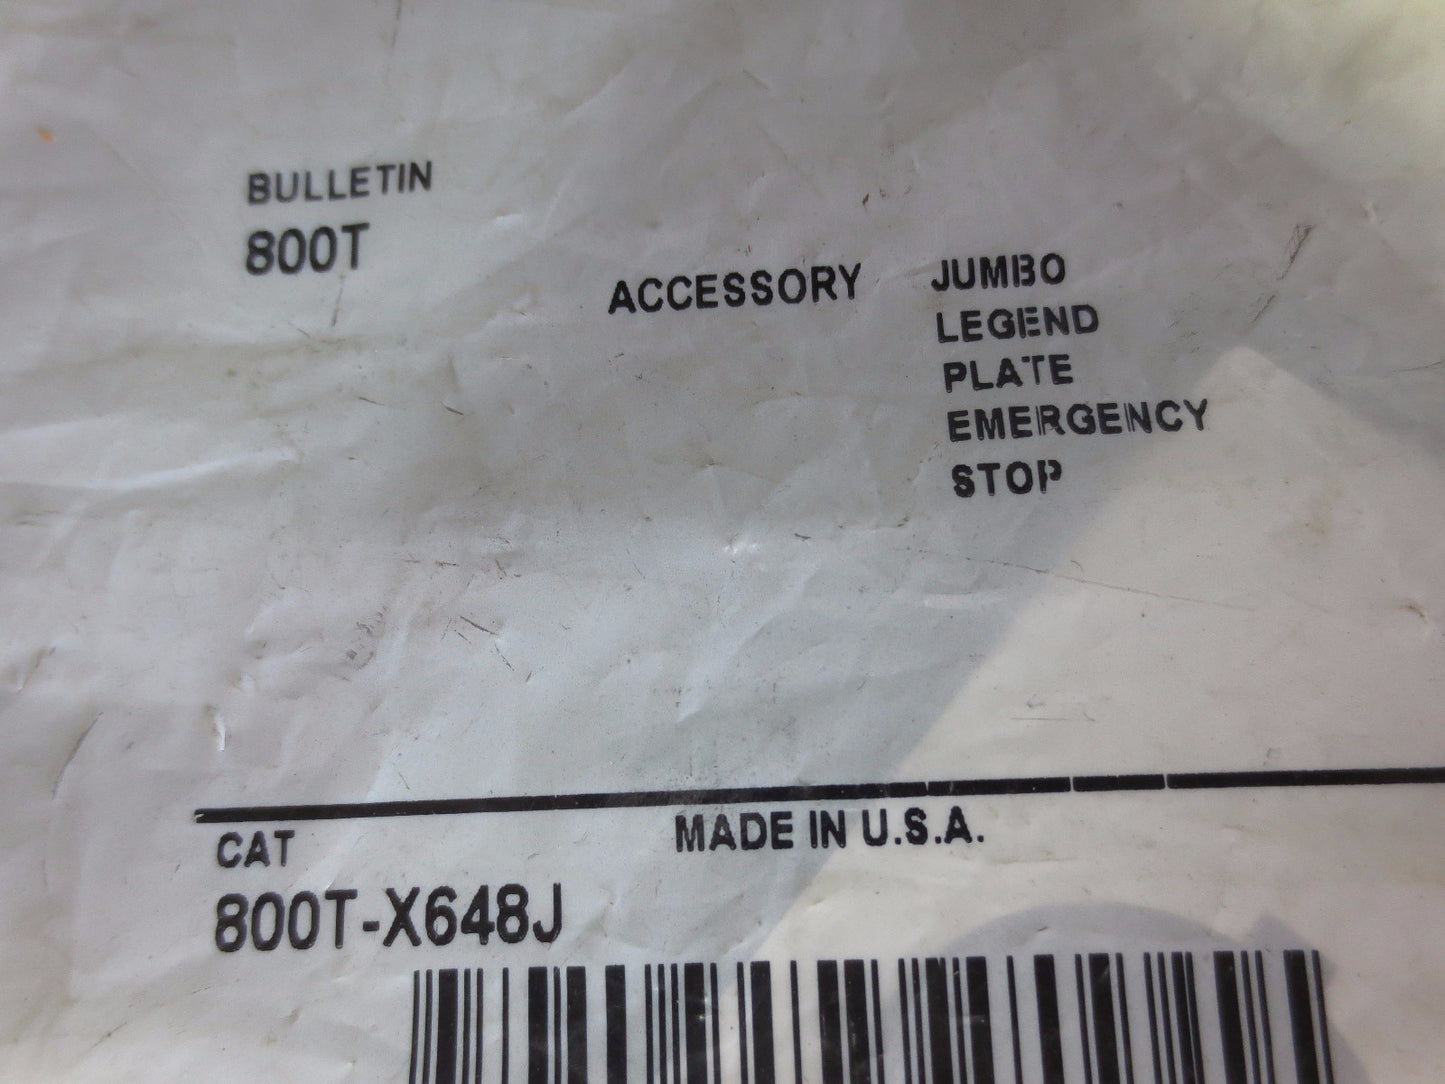 BULLETIN
800T
ACCESSORY
JUMBO
LEGEND
PLATE
EMERGENCY
STOP
CAT
MADE IN U.S.A.
800T-X648J